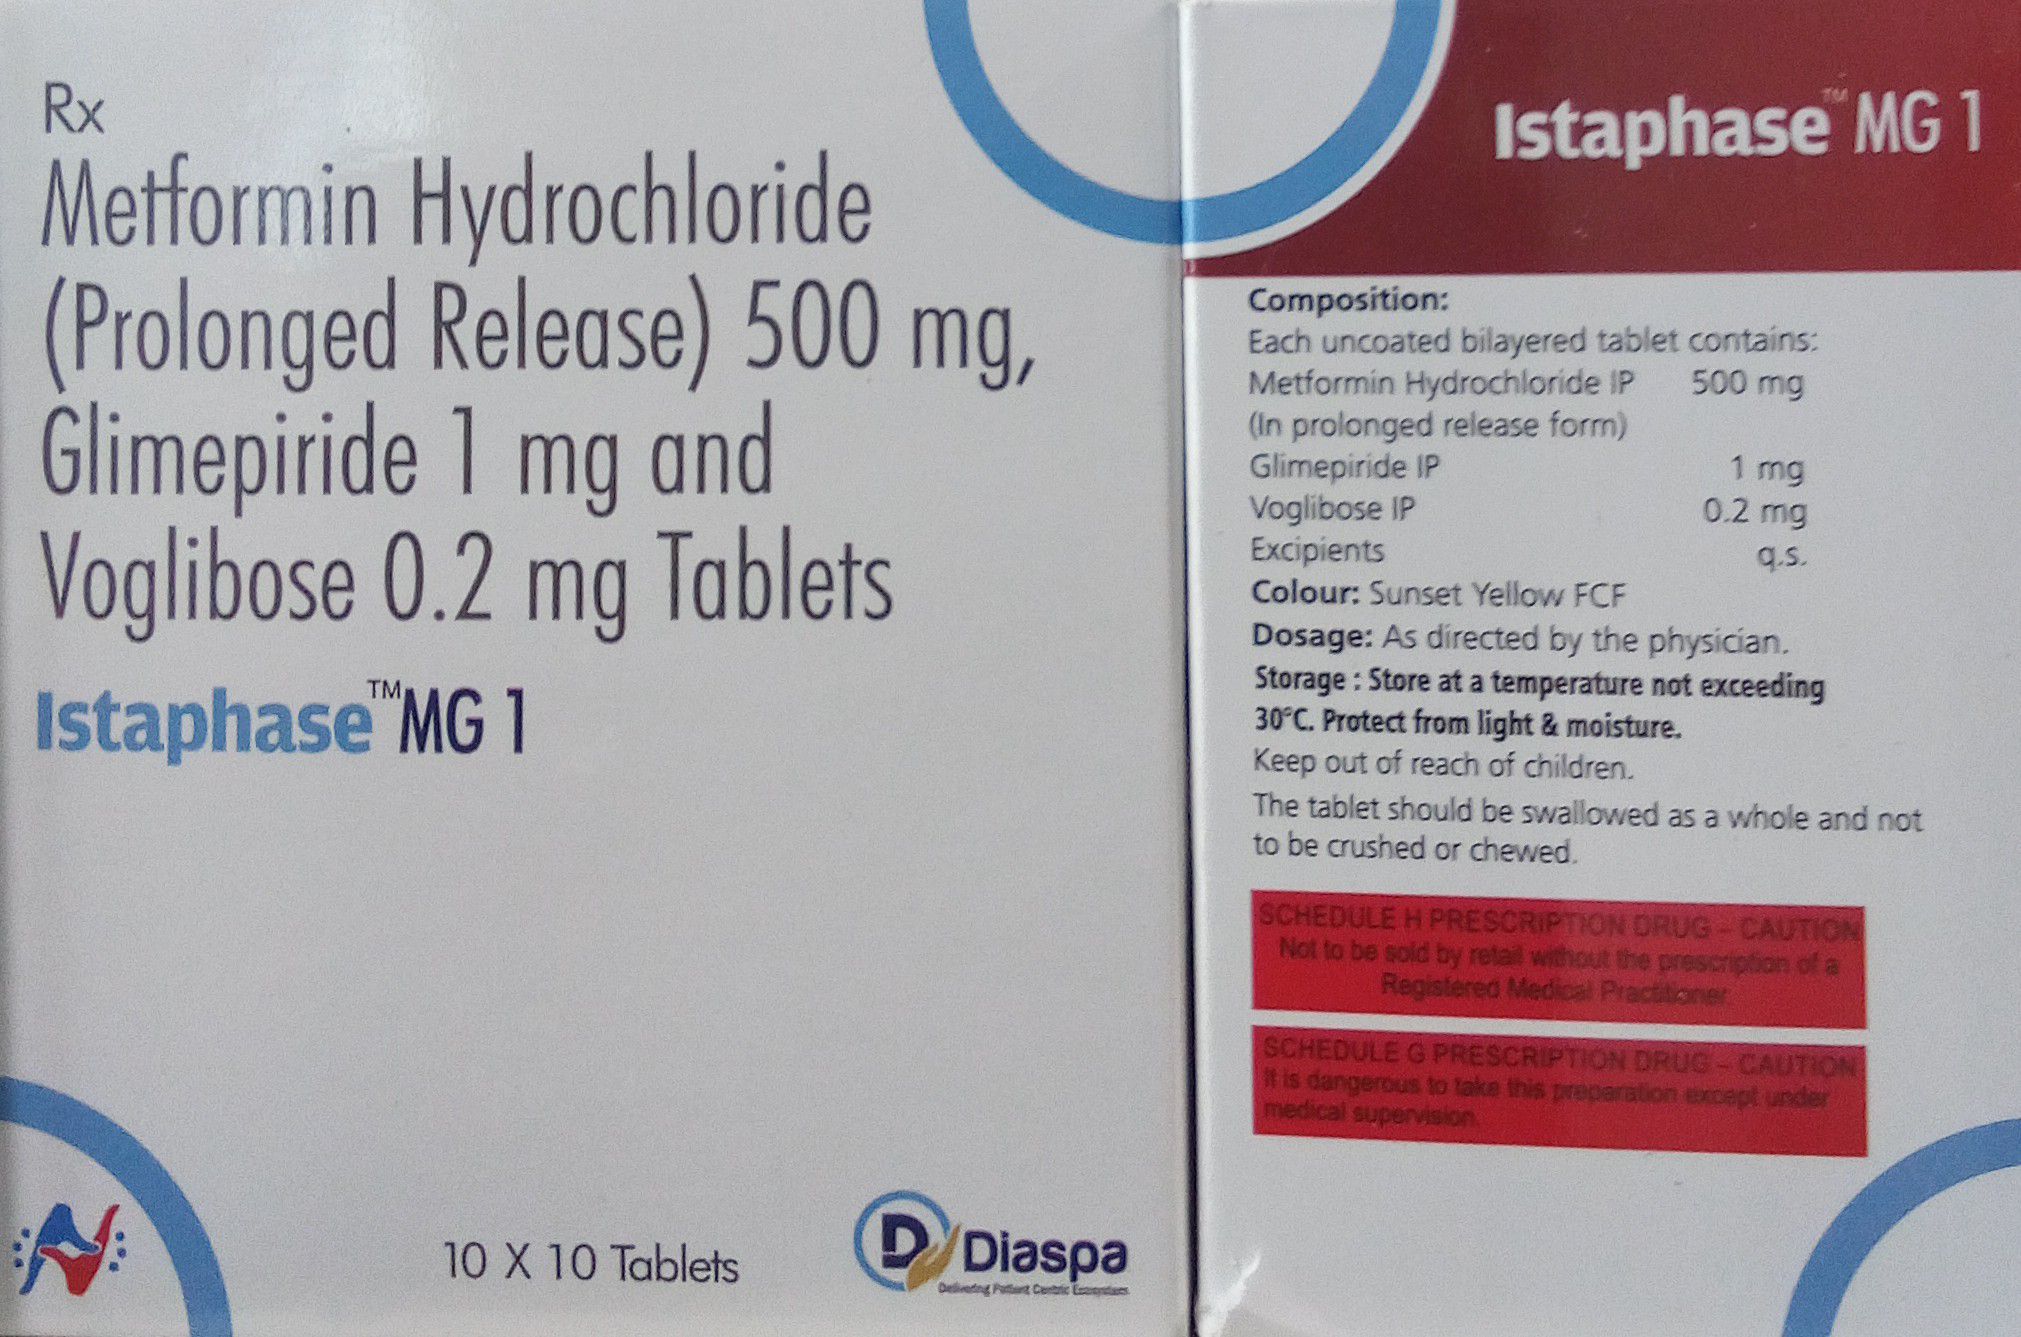 Rx
Metformin Hydrochloride
(Prolonged Release) 500 mg,
Glimepiride 1 mg and
Voglibose 0.2 mg Tablets
Istaphase™ MG 1
10 X 10 Tablets
D Diaspa
Delivering Patient Centric Ecosystem
Istaphase™ MG 1
Composition:
Each uncoated bilayered tablet contains:
Metformin Hydrochloride IP 500 mg
(In prolonged release form)
Glimepiride IP 1 mg
Voglibose IP 0.2 mg
Excipients q.s.
Colour: Sunset Yellow FCF
Dosage: As directed by the physician.
Storage : Store at a temperature not exceeding
30°C. Protect from light & moisture.
Keep out of reach of children.
The tablet should be swallowed as a whole and not
to be crushed or chewed.
SCHEDULE H PRESCRIPTION DRUG – CAUTION
Not to be sold by retail without the prescription of a
Registered Medical Practitioner
SCHEDULE G PRESCRIPTION DRUG – CAUTION
It is dangerous to take this preparation except under
medical supervision.